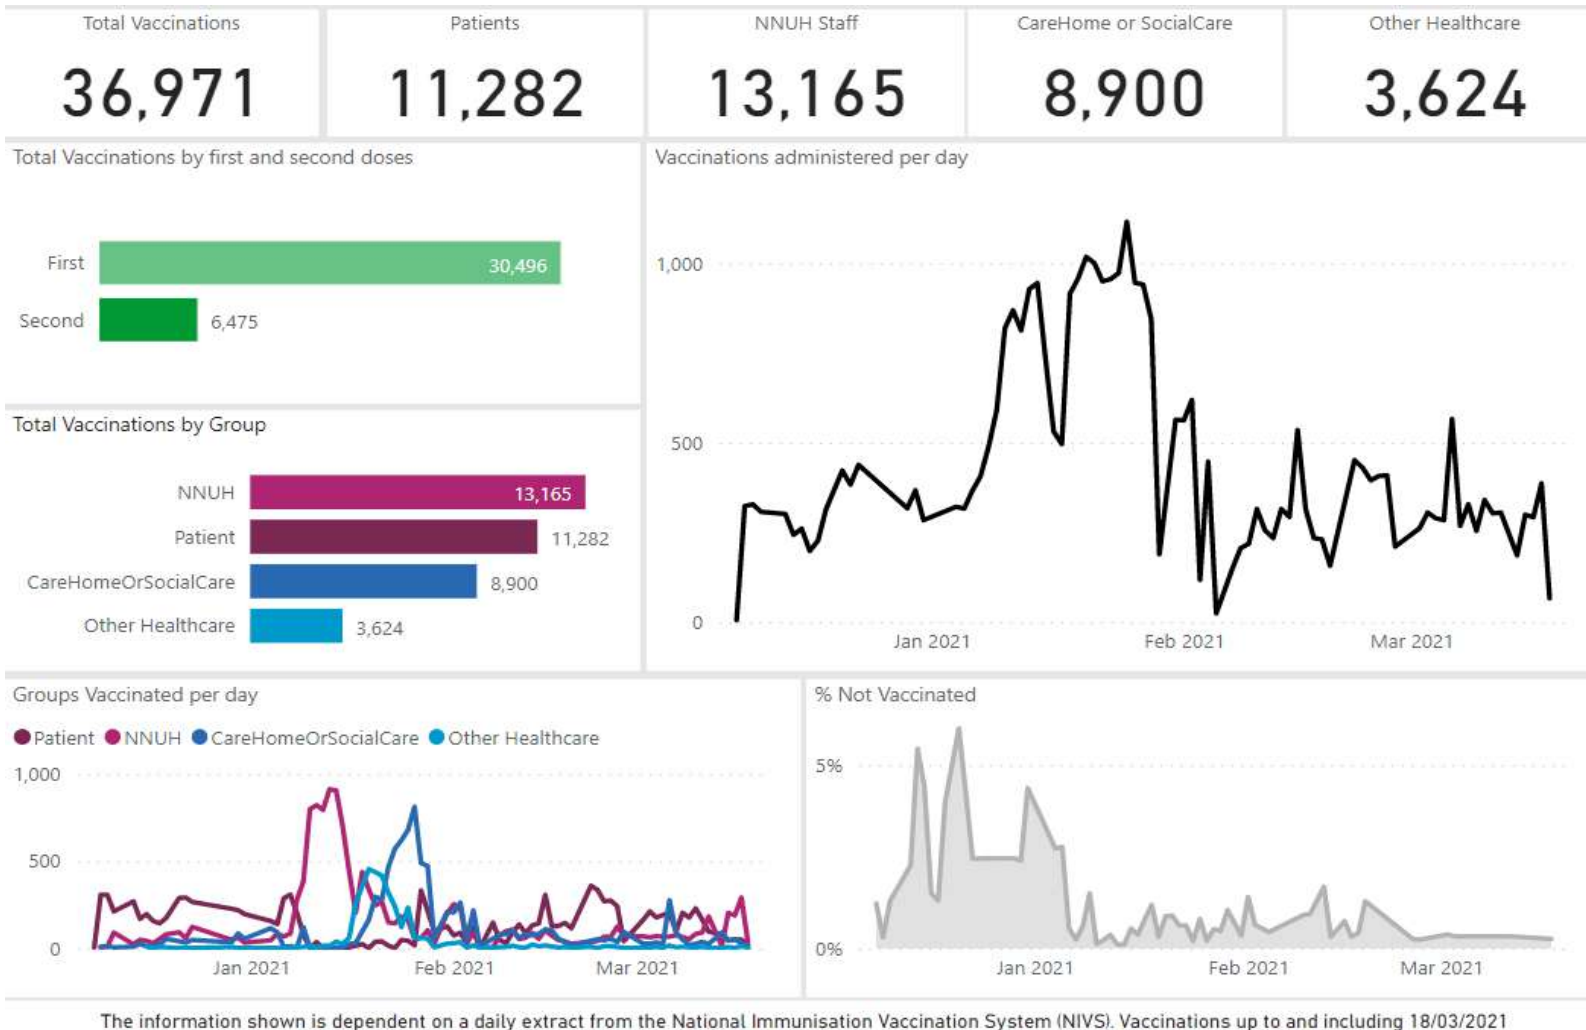 Total Vaccinations
Patients
NNUH Staff
CareHome or SocialCare
Other Healthcare
36,971
11,282
13,165
8,900
3,624
Total Vaccinations by first and second doses
First
30,496
Second
6,475
Vaccinations administered per day
1,000
500
0
Jan 2021
Feb 2021
Mar 2021
Total Vaccinations by Group
NNUH
13,165
Patient
11,282
CareHomeOrSocialCare
8,900
Other Healthcare
3,624
Groups Vaccinated per day
Patient NNUH CareHomeOrSocialCare Other Healthcare
1,000
500
0
Jan 2021
Feb 2021
Mar 2021
% Not Vaccinated
5%
0%
Jan 2021
Feb 2021
Mar 2021
The information shown is dependent on a daily extract from the National Immunisation Vaccination System (NIVS). Vaccinations up to and including 18/03/2021